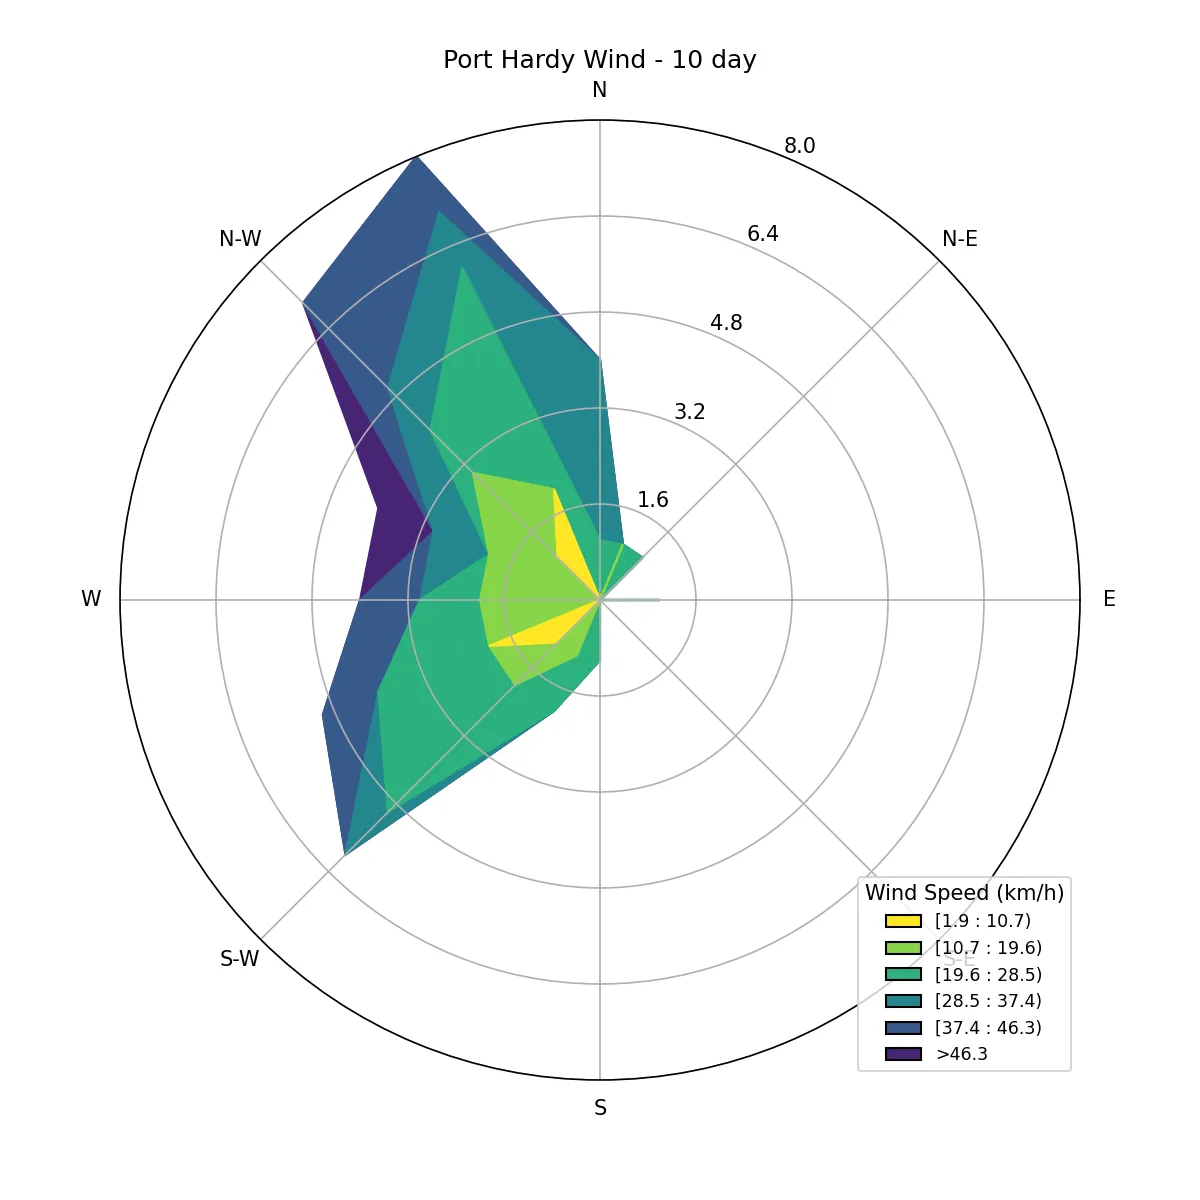 Port Hardy Wind - 10 day
N
8.0
N-W
N-E
6.4
4.8
3.2
1.6
W
E
Wind Speed (km/h)
[1.9 : 10.7)
[10.7 : 19.6)
S-W
S-E
[19.6 : 28.5)
[28.5 : 37.4)
[37.4 : 46.3)
>46.3
S